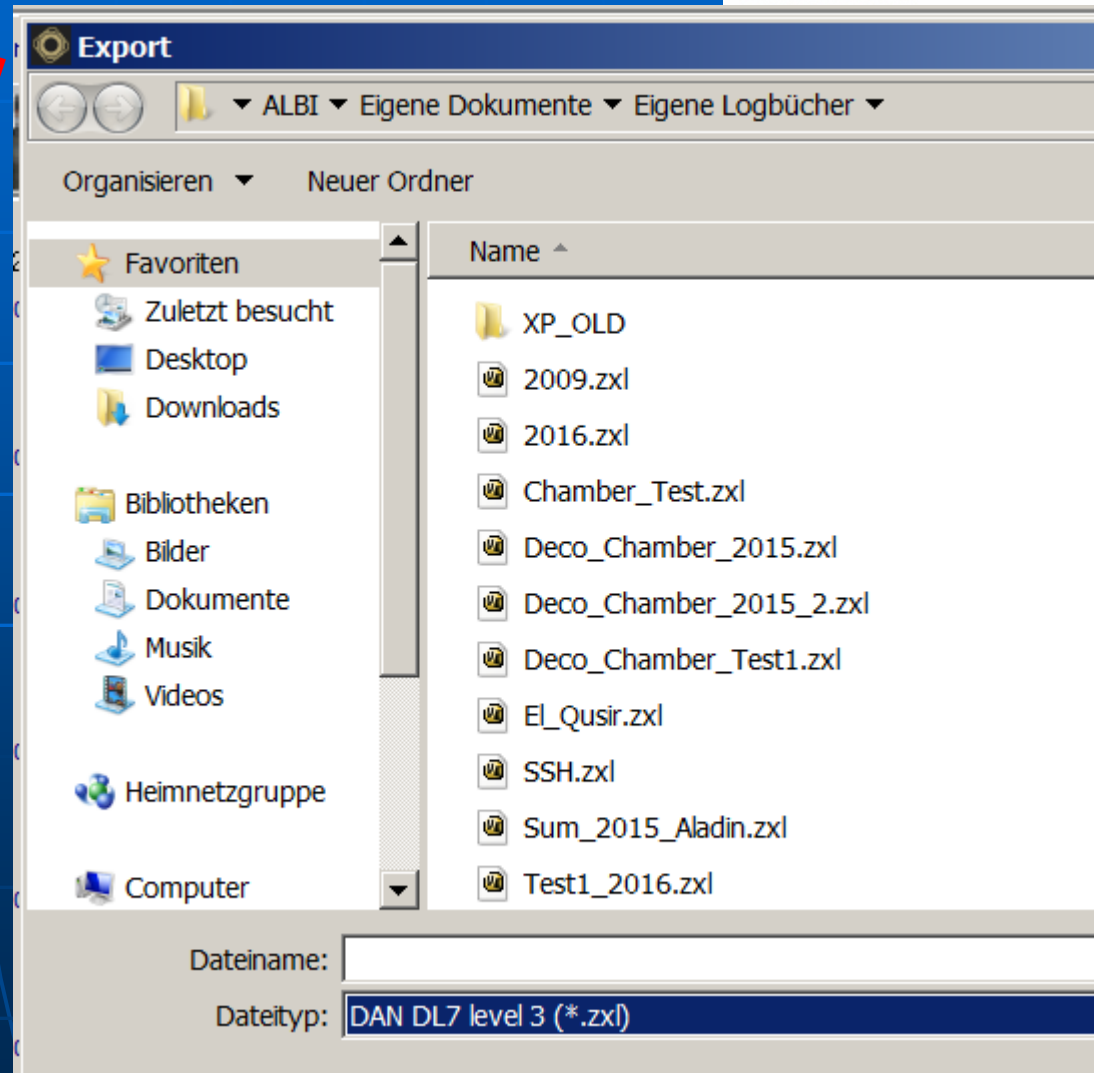 Export
ALBI Eigene Dokumente Eigene Logbücher
Organisieren Neuer Ordner
Favoriten
Zuletzt besucht
Desktop
Downloads
Bibliotheken
Bilder
Dokumente
Musik
Videos
Heimnetzgruppe
Computer
Name
XP_OLD
2009.zxl
2016.zxl
Chamber_Test.zxl
Deco_Chamber_2015.zxl
Deco_Chamber_2015_2.zxl
Deco_Chamber_Test1.zxl
El_Qusir.zxl
SSH.zxl
Sum_2015_Aladin.zxl
Test1_2016.zxl
Dateiname:
Dateityp: DAN DL7 level 3 (*.zxl)